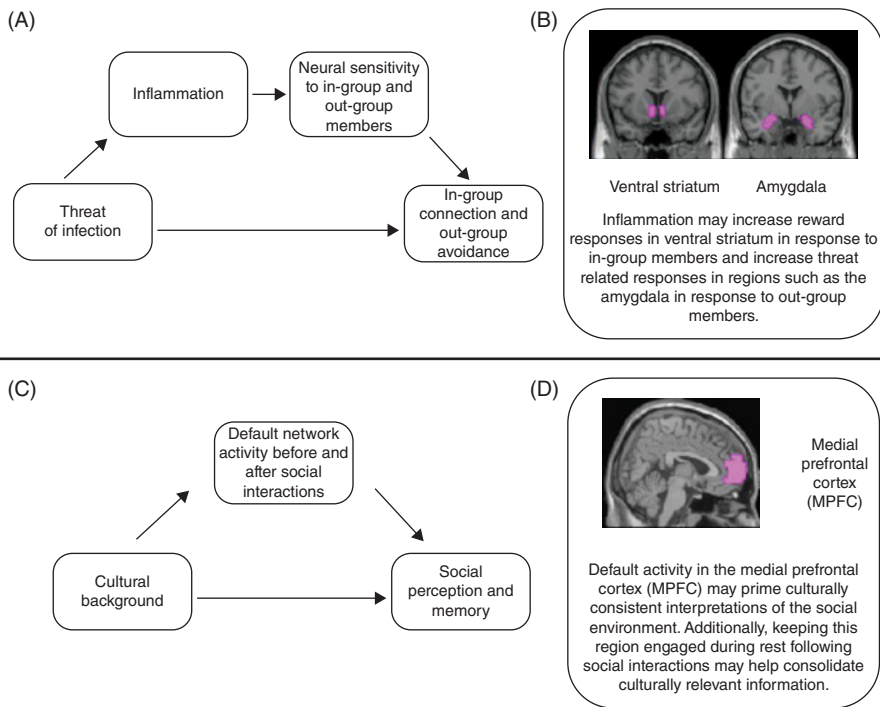 (A)
Inflammation
Neural sensitivity
to in-group and
out-group
members
Threat
of infection
In-group
connection and
out-group
avoidance
(B)
Ventral striatum
Amygdala
Inflammation may increase reward
responses in ventral striatum in response to
in-group members and increase threat
related responses in regions such as the
amygdala in response to out-group
members.
(C)
Default network
activity before and
after social
interactions
Cultural
background
Social
perception and
memory
(D)
Medial
prefrontal
cortex
(MPFC)
Default activity in the medial prefrontal
cortex (MPFC) may prime culturally
consistent interpretations of the social
environment. Additionally, keeping this
region engaged during rest following
social interactions may help consolidate
culturally relevant information.